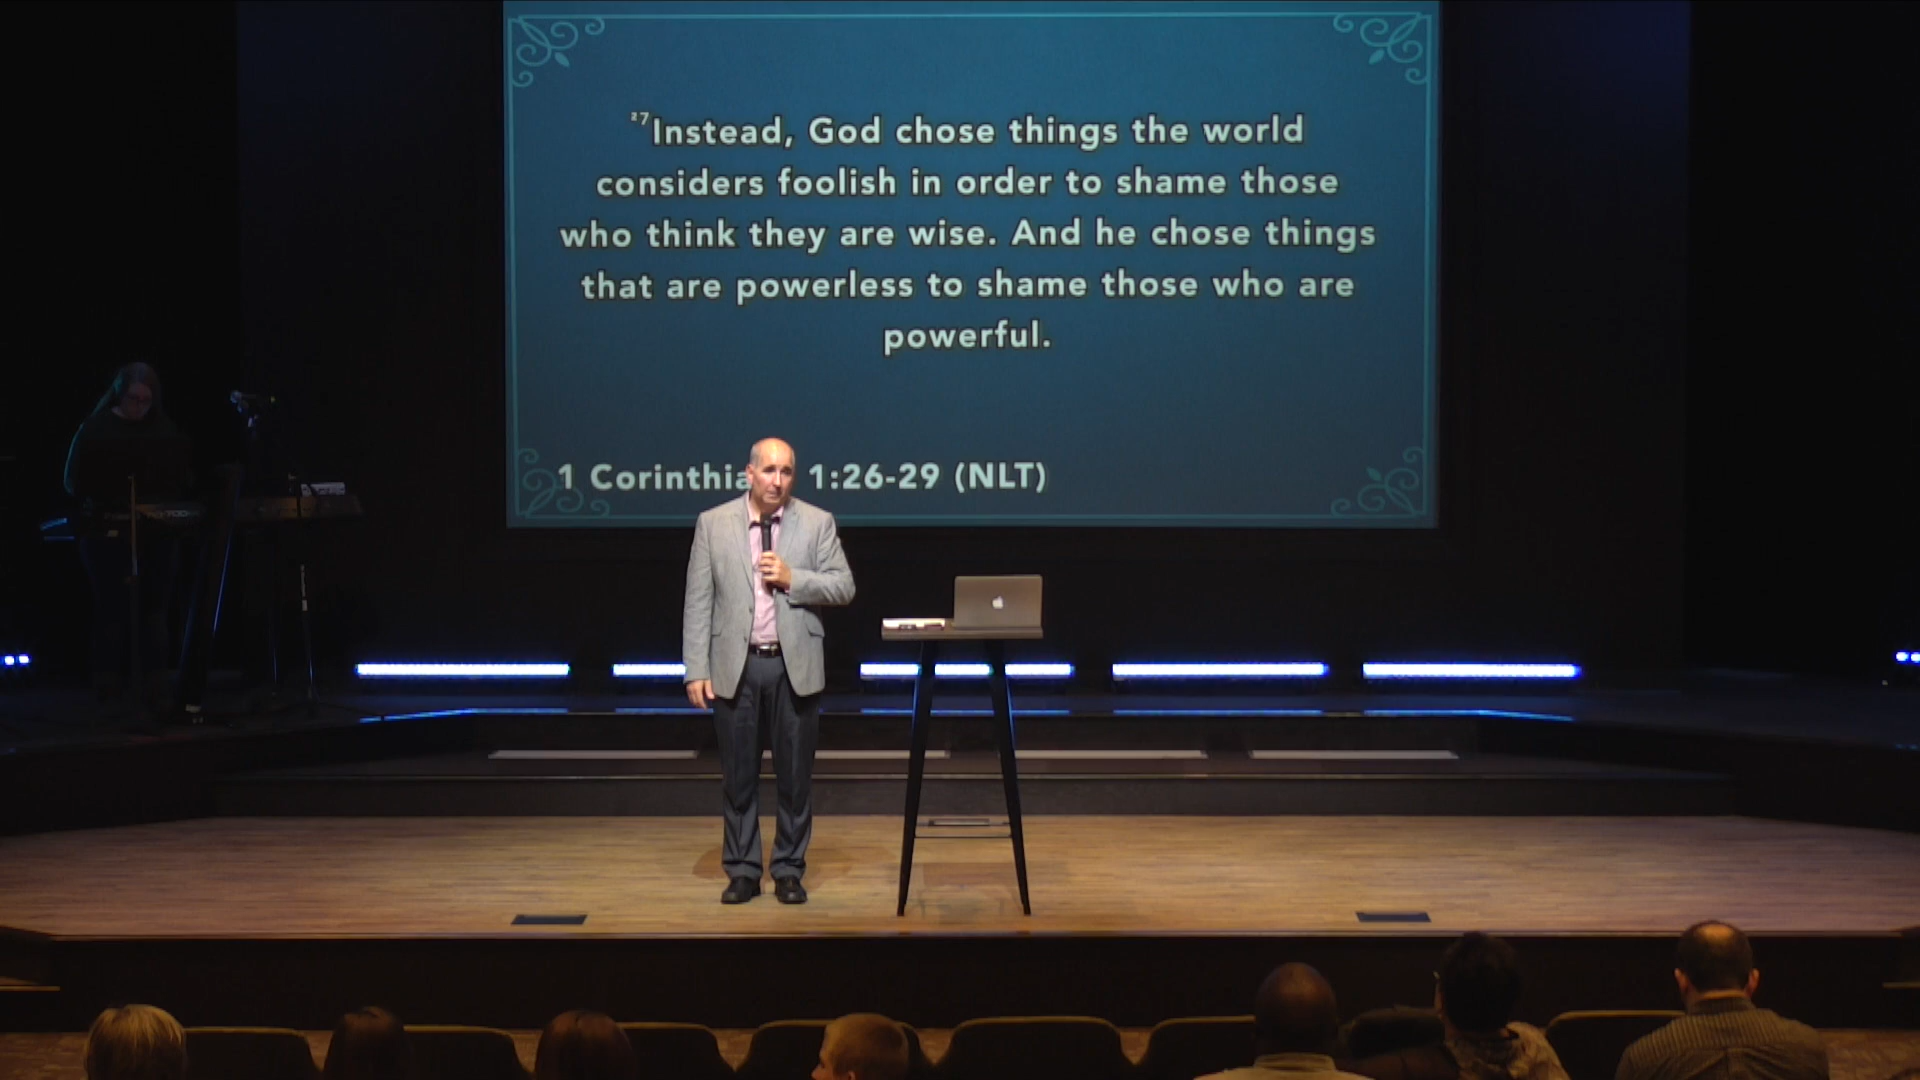 ²⁷Instead, God chose things the world
considers foolish in order to shame those
who think they are wise. And he chose things
that are powerless to shame those who are
powerful.
1 Corinthia 1:26-29 (NLT)